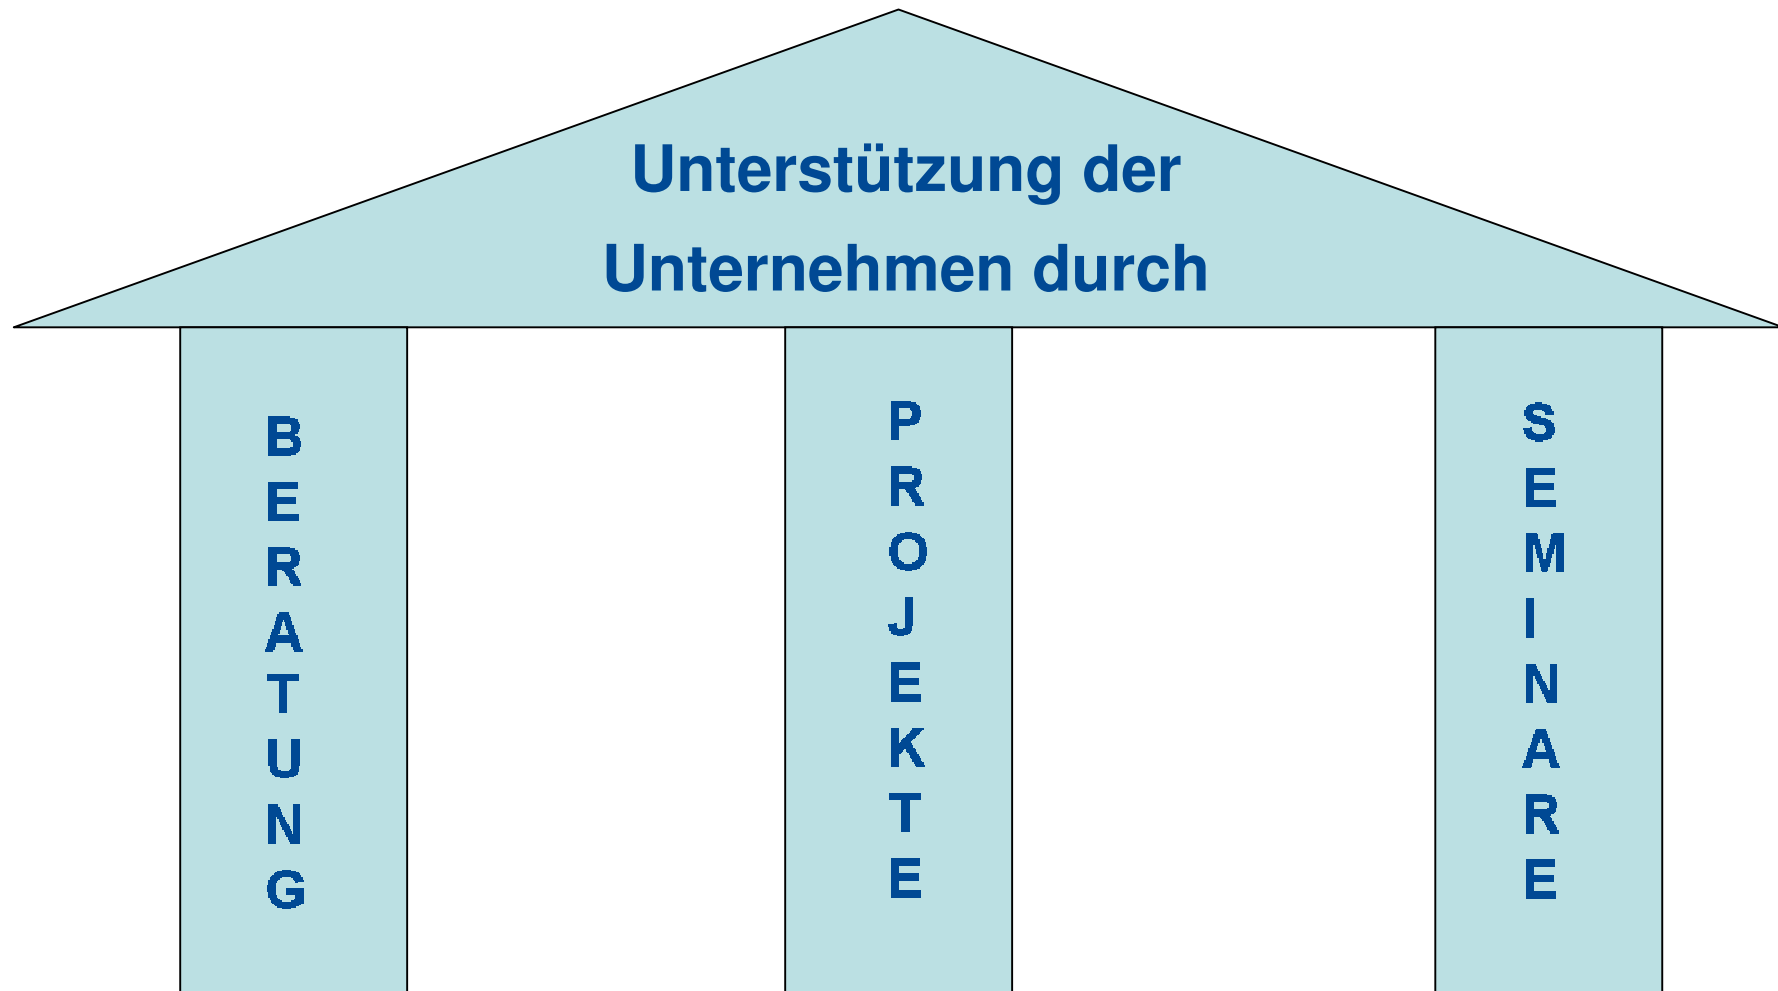 Unterstützung der
Unternehmen durch
BERATUNG
PROJEKTE
SEMINARE